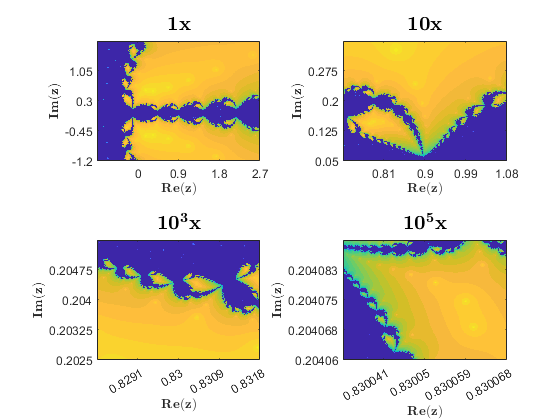 1x
10x
1.05
0.3
-0.45
-1.2
Im(z)
0
0.9
1.8
2.7
Re(z)
0.275
0.2
0.125
0.05
Im(z)
0.81
0.9
0.99
1.08
Re(z)
10³x
10⁵x
0.20475
0.204
0.20325
0.2025
Im(z)
0.8291
0.83
0.8309
0.8318
Re(z)
0.204083
0.204075
0.204068
0.20406
Im(z)
0.830041
0.83005
0.830059
0.830068
Re(z)